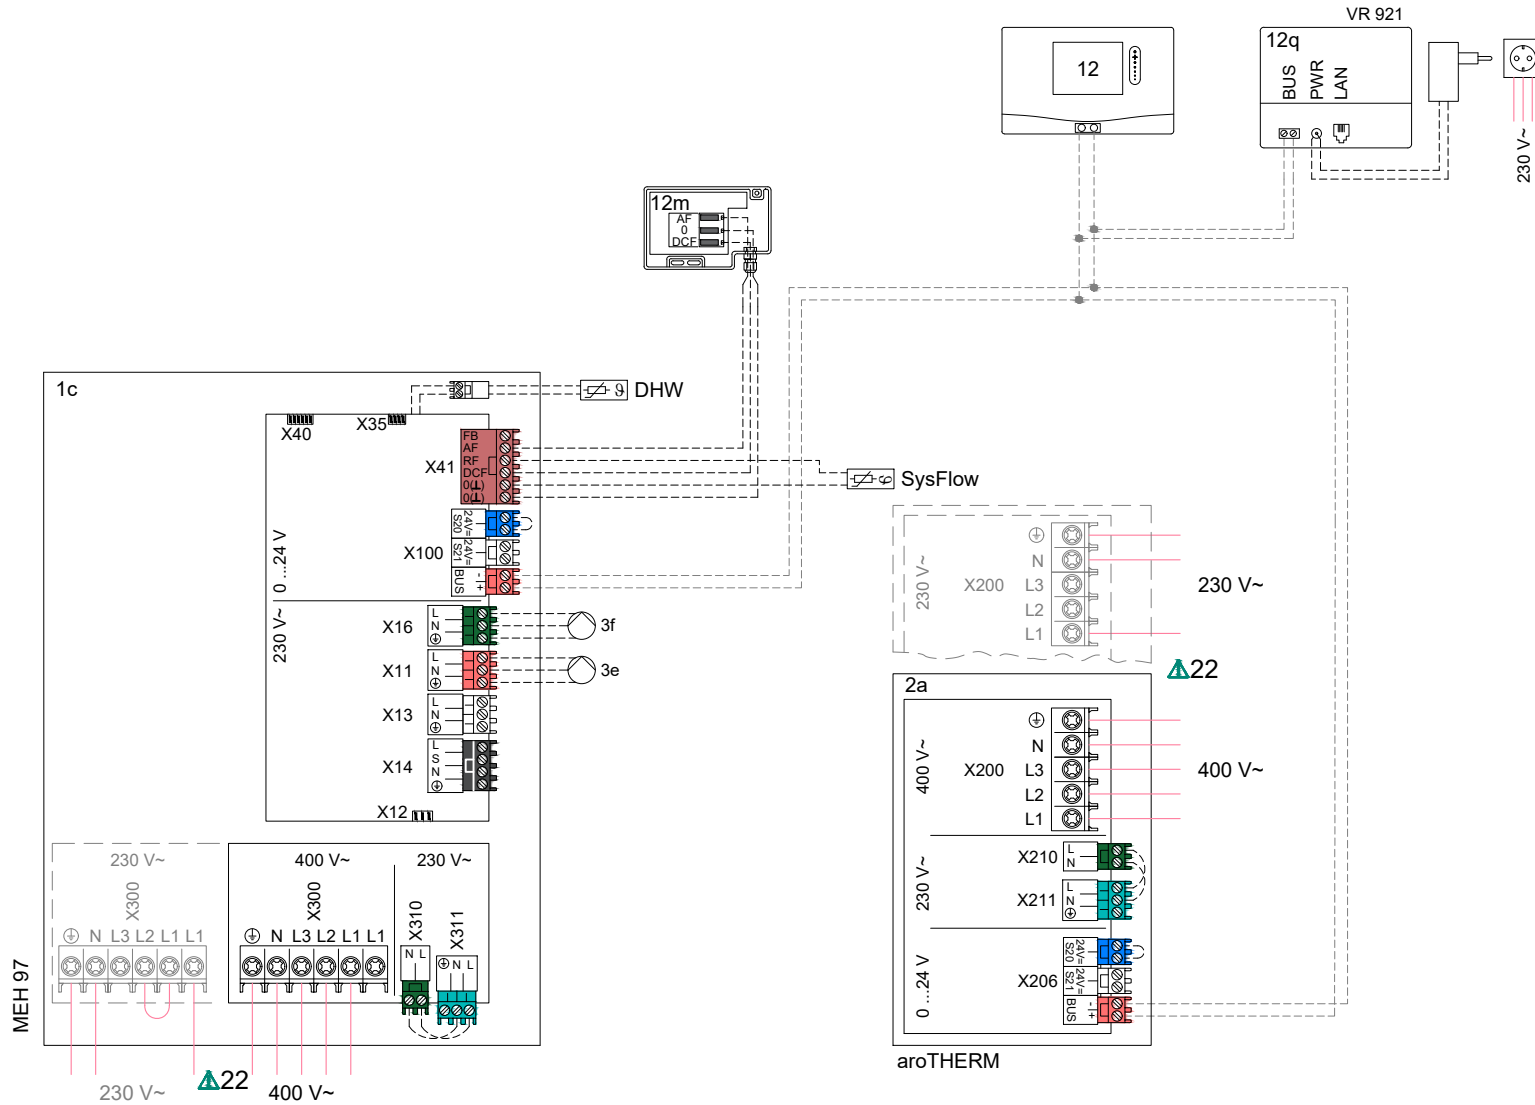 VR 921
12q
BUS
PWR
LAN
230 V~
12
12m
AF
0
DCF
1c
DHW
X40
X35
X41
FB
AF
RF
DCF
0(⊥)
0(⊥)
SysFlow
0 ...24 V
X100
24V=
S20
24V=
S21
BUS
-
+
230 V~
X16
L
N
3f
X11
L
N
3e
X13
L
N
X14
L
S
N
X12
230 V~
X300
N L3 L2 L1 L1
400 V~
X300
N L3 L2 L1 L1
230 V~
X310
N L
X311
N L
MEH 97
230 V~
22
400 V~
230 V~
X200
N
L3
L2
L1
230 V~
22
2a
400 V~
X200
N
L3
L2
L1
400 V~
230 V~
X210
L
N
X211
L
N
0 ...24 V
X206
24V=
S20
24V=
S21
BUS
-
+
aroTHERM